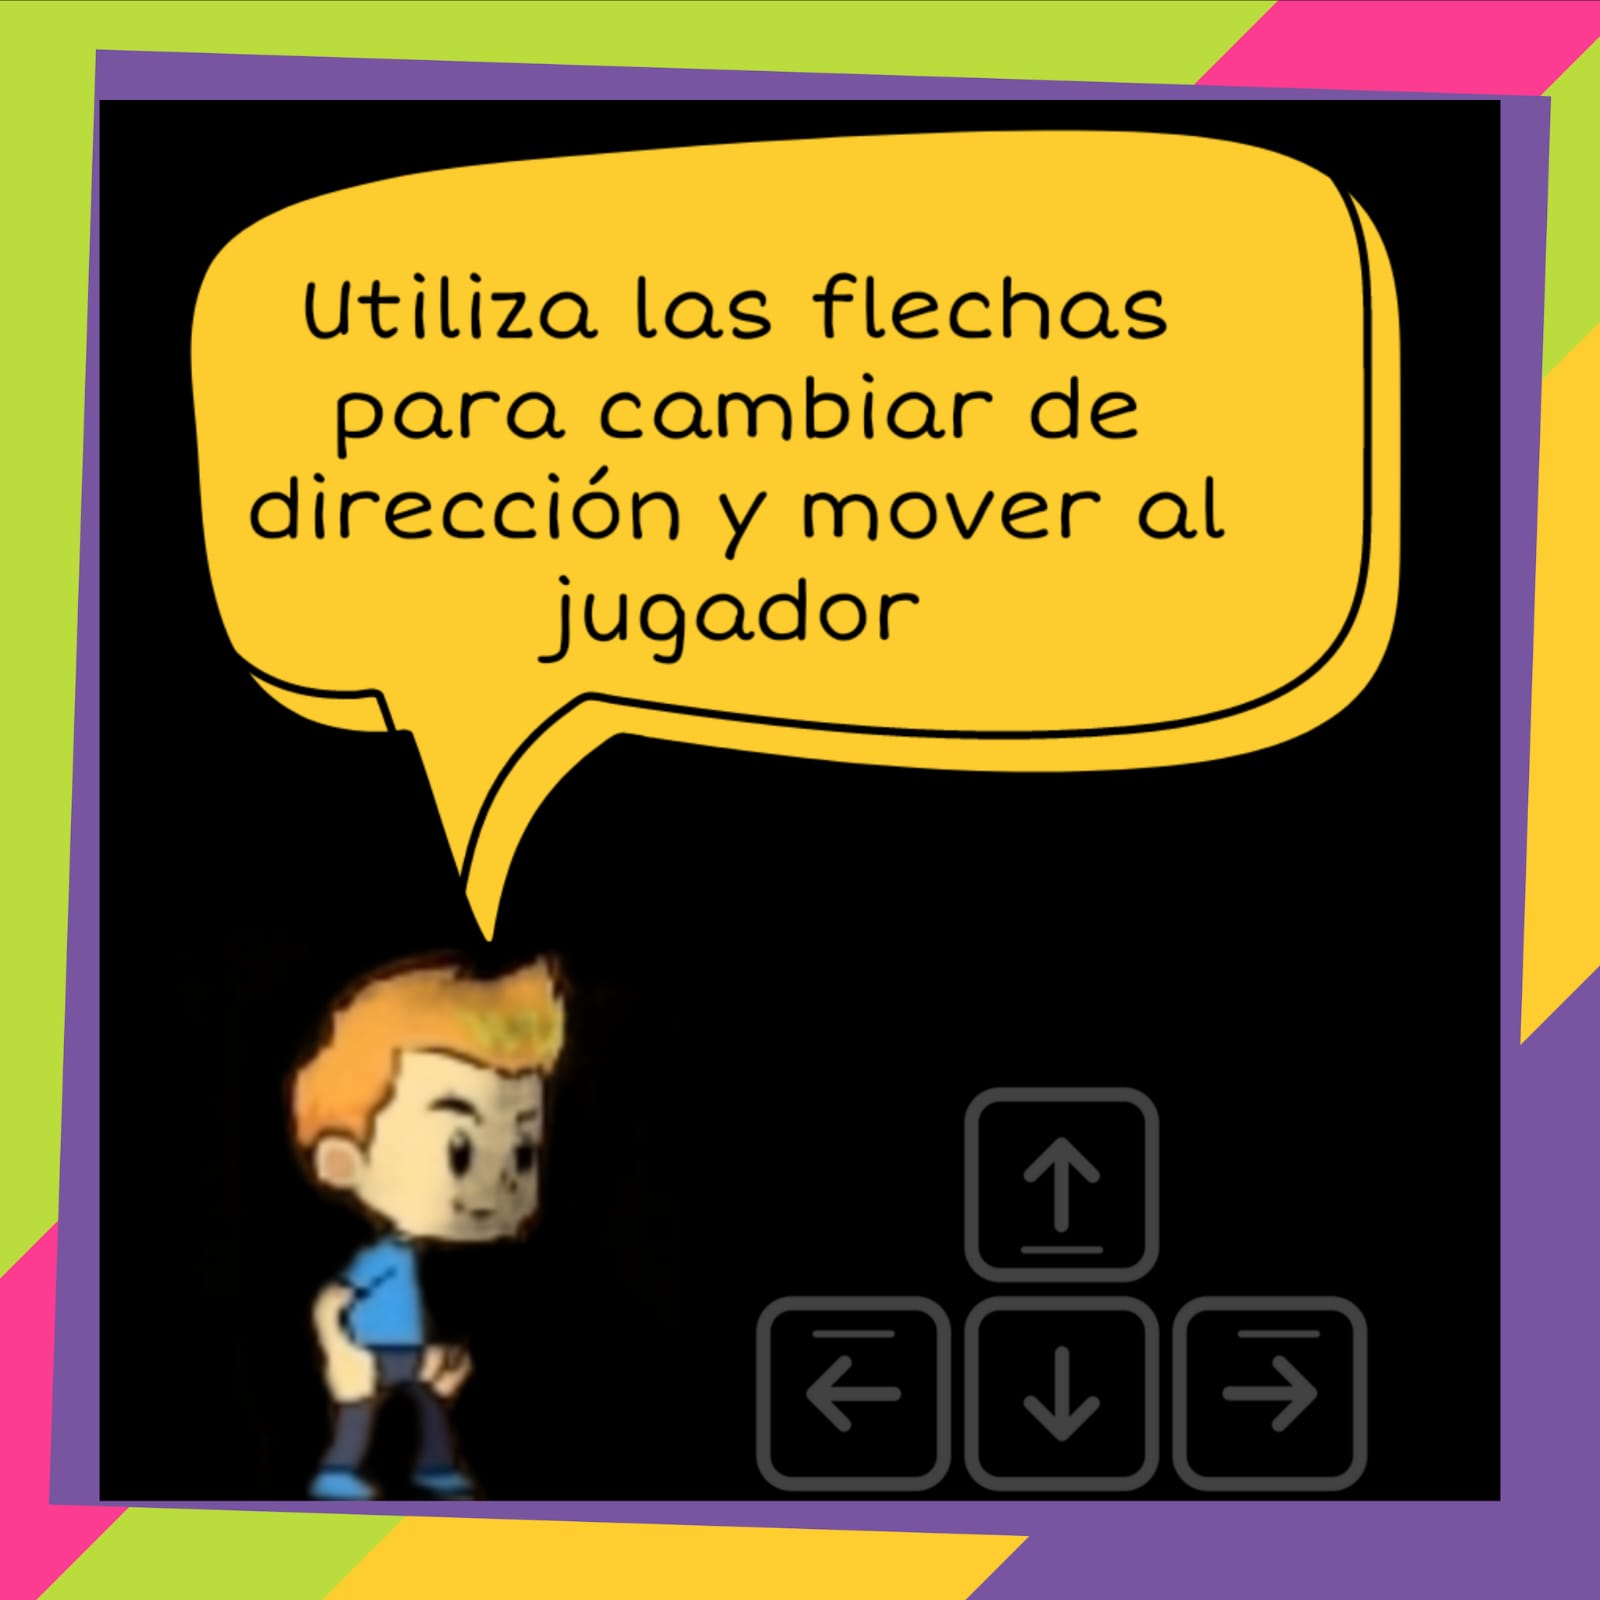 Utiliza las flechas
para cambiar de
dirección y mover al
jugador